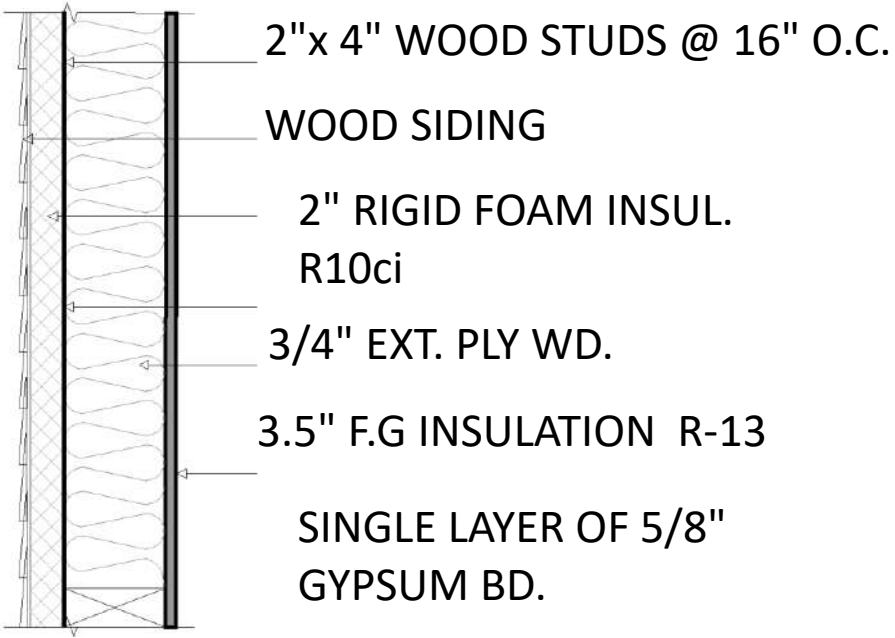 2"x 4" WOOD STUDS @ 16" O.C.
WOOD SIDING
2" RIGID FOAM INSUL.
R10ci
3/4" EXT. PLY WD.
3.5" F.G INSULATION  R-13
SINGLE LAYER OF 5/8"
GYPSUM BD.